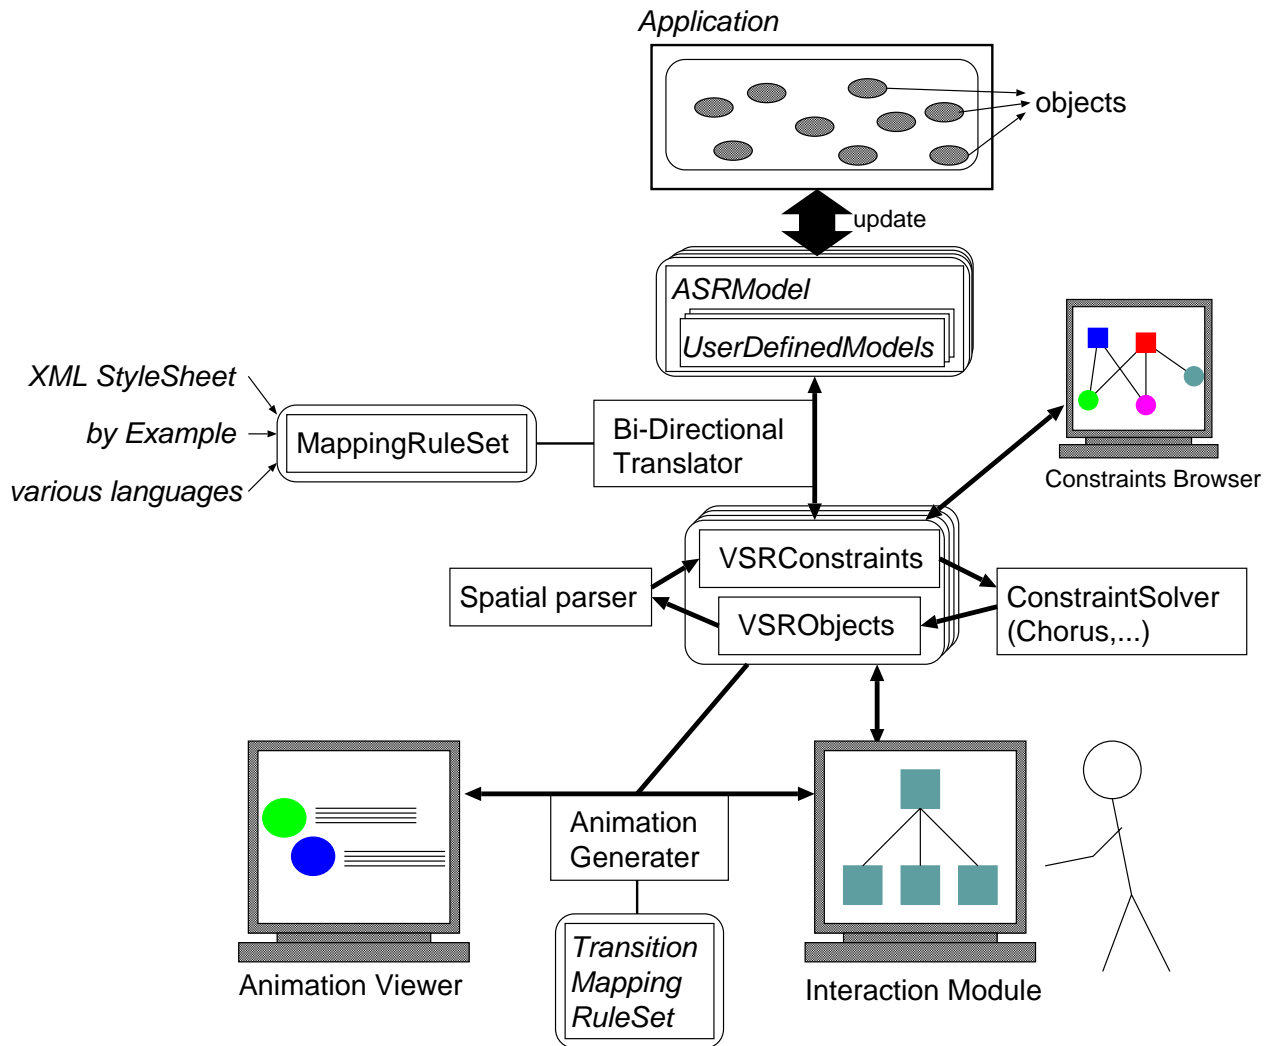 Application
objects
update
ASRModel
UserDefinedModels
XML StyleSheet
by Example
various languages
MappingRuleSet
Bi-Directional
Translator
Constraints Browser
VSRConstraints
Spatial parser
VSRObjects
ConstraintSolver
(Chorus,...)
Animation
Generater
Animation Viewer
Transition
Mapping
RuleSet
Interaction Module